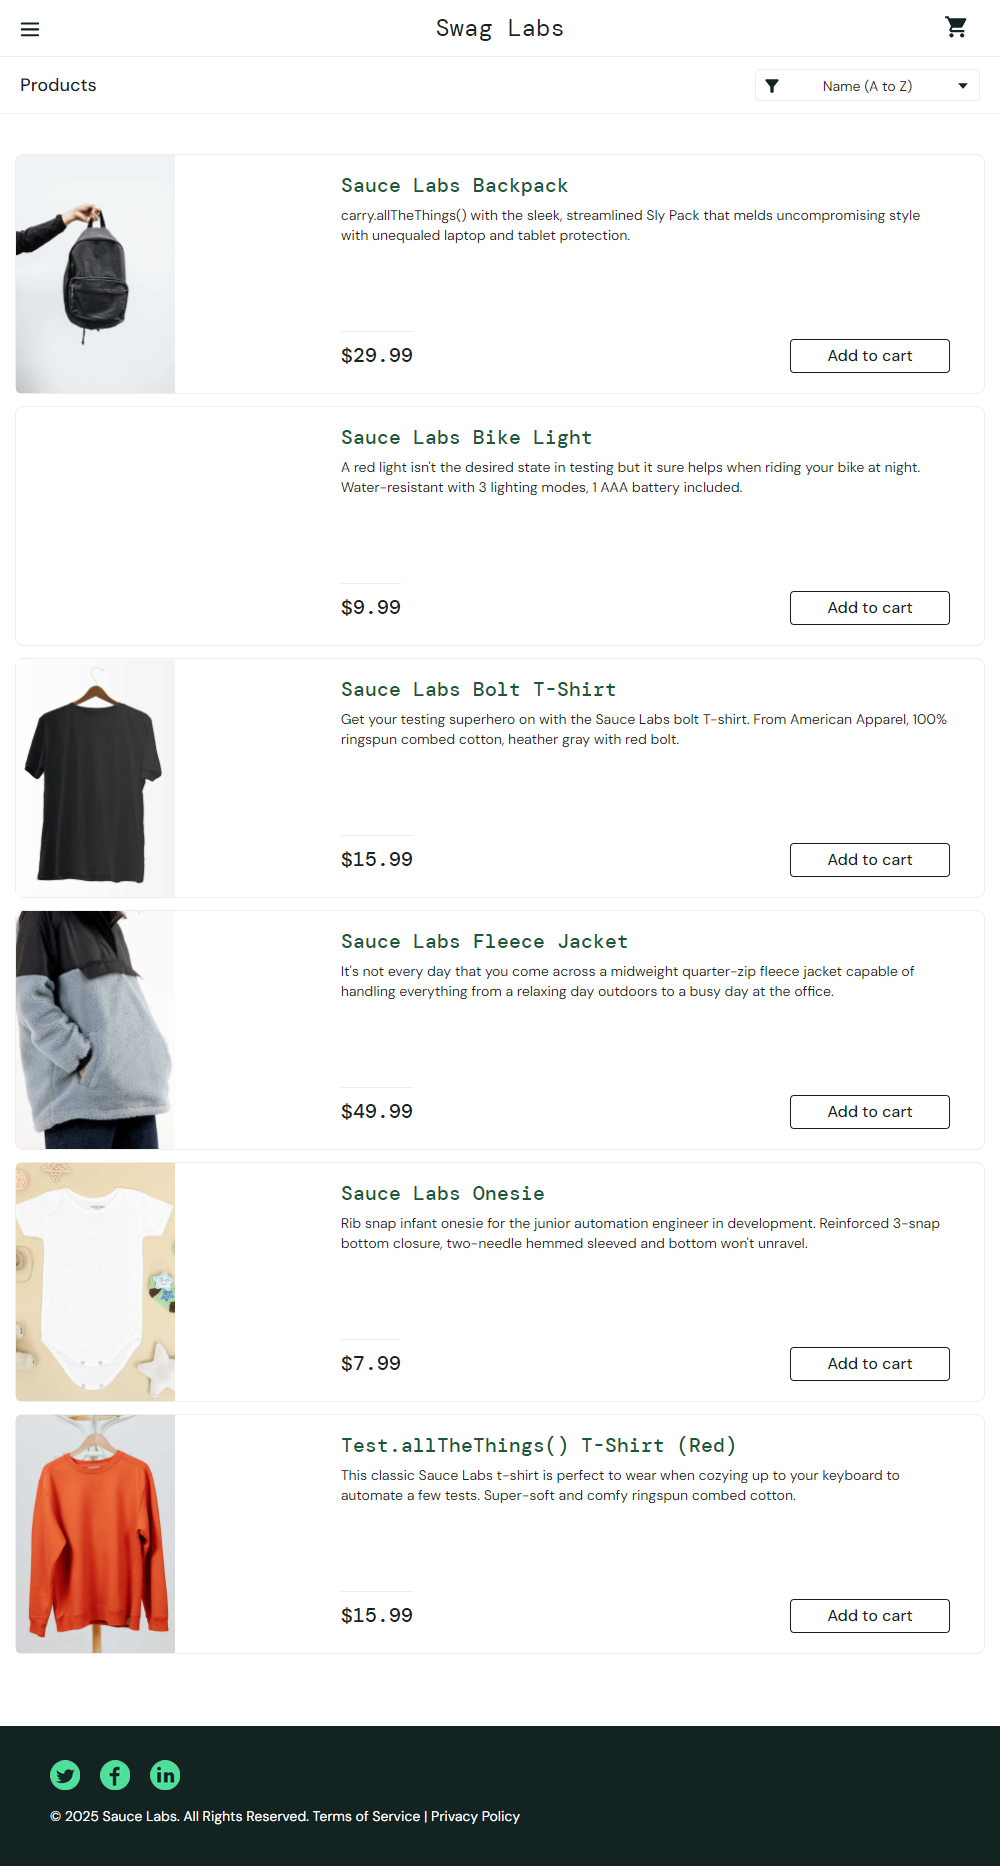 Swag Labs
Products
Name (A to Z)
Sauce Labs Backpack
carry.allTheThings() with the sleek, streamlined Sly Pack that melds uncompromising style
with unequaled laptop and tablet protection.
$29.99
Add to cart
Sauce Labs Bike Light
A red light isn't the desired state in testing but it sure helps when riding your bike at night.
Water-resistant with 3 lighting modes, 1 AAA battery included.
$9.99
Add to cart
Sauce Labs Bolt T-Shirt
Get your testing superhero on with the Sauce Labs bolt T-shirt. From American Apparel, 100%
ringspun combed cotton, heather gray with red bolt.
$15.99
Add to cart
Sauce Labs Fleece Jacket
It's not every day that you come across a midweight quarter-zip fleece jacket capable of
handling everything from a relaxing day outdoors to a busy day at the office.
$49.99
Add to cart
Sauce Labs Onesie
Rib snap infant onesie for the junior automation engineer in development. Reinforced 3-snap
bottom closure, two-needle hemmed sleeved and bottom won't unravel.
$7.99
Add to cart
Test.allTheThings() T-Shirt (Red)
This classic Sauce Labs t-shirt is perfect to wear when cozying up to your keyboard to
automate a few tests. Super-soft and comfy ringspun combed cotton.
$15.99
Add to cart
© 2025 Sauce Labs. All Rights Reserved. Terms of Service | Privacy Policy